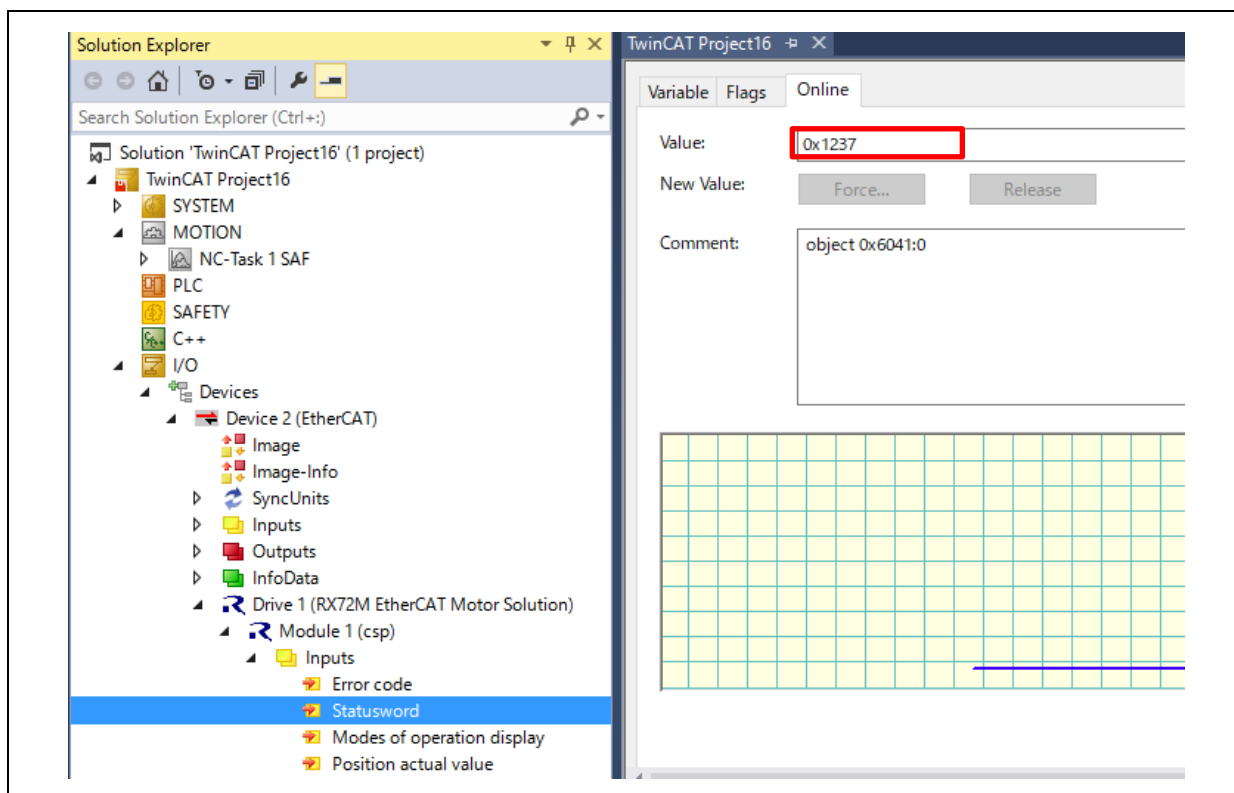 Solution Explorer
Search Solution Explorer (Ctrl+:)
Solution 'TwinCAT Project16' (1 project)
TwinCAT Project16
SYSTEM
MOTION
NC-Task 1 SAF
PLC
SAFETY
C++
I/O
Devices
Device 2 (EtherCAT)
Image
Image-Info
SyncUnits
Inputs
Outputs
InfoData
Drive 1 (RX72M EtherCAT Motor Solution)
Module 1 (csp)
Inputs
Error code
Statusword
Modes of operation display
Position actual value
TwinCAT Project16
Variable Flags Online
Value: 0x1237
New Value: Force... Release
Comment: object 0x6041:0